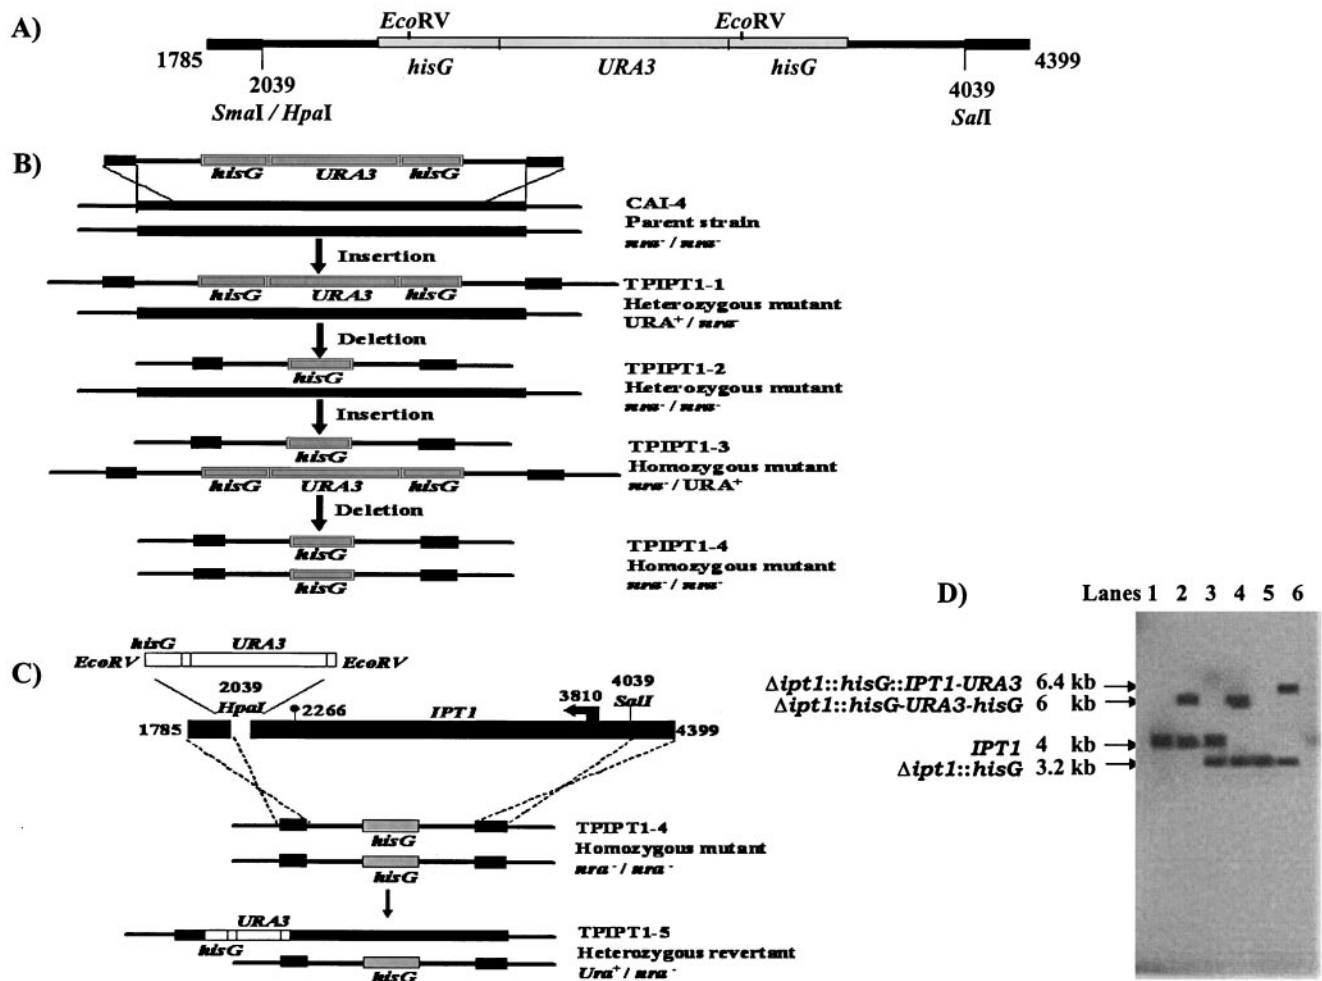 A)
EcoRV EcoRV
1785 hisG URA3 hisG 4399
2039 4039
SmaI / HpaI SalI
B)
hisG URA3 hisG
CAI-4
Parent strain
ura- / ura-
Insertion
hisG URA3 hisG
TPIPT1-1
Heterozygous mutant
URA+ / ura-
Deletion
hisG
TPIPT1-2
Heterozygous mutant
ura- / ura-
Insertion
hisG
hisG URA3 hisG
TPIPT1-3
Homozygous mutant
ura- / URA+
Deletion
hisG
hisG
TPIPT1-4
Homozygous mutant
ura- / ura-
C)
hisG URA3
EcoRV EcoRV
2039 4039
HpaI 2266 IPT1 3810 SalI
1785 4399
hisG
hisG
TPIPT1-4
Homozygous mutant
ura - / ura -
URA3
hisG
hisG
TPIPT1-5
Heterozygous revertant
Ura+ / ura -
D)
Lanes 1 2 3 4 5 6
Δipt1::hisG::IPT1-URA3 6.4 kb
Δipt1::hisG-URA3-hisG 6 kb
IPT1 4 kb
Δipt1::hisG 3.2 kb